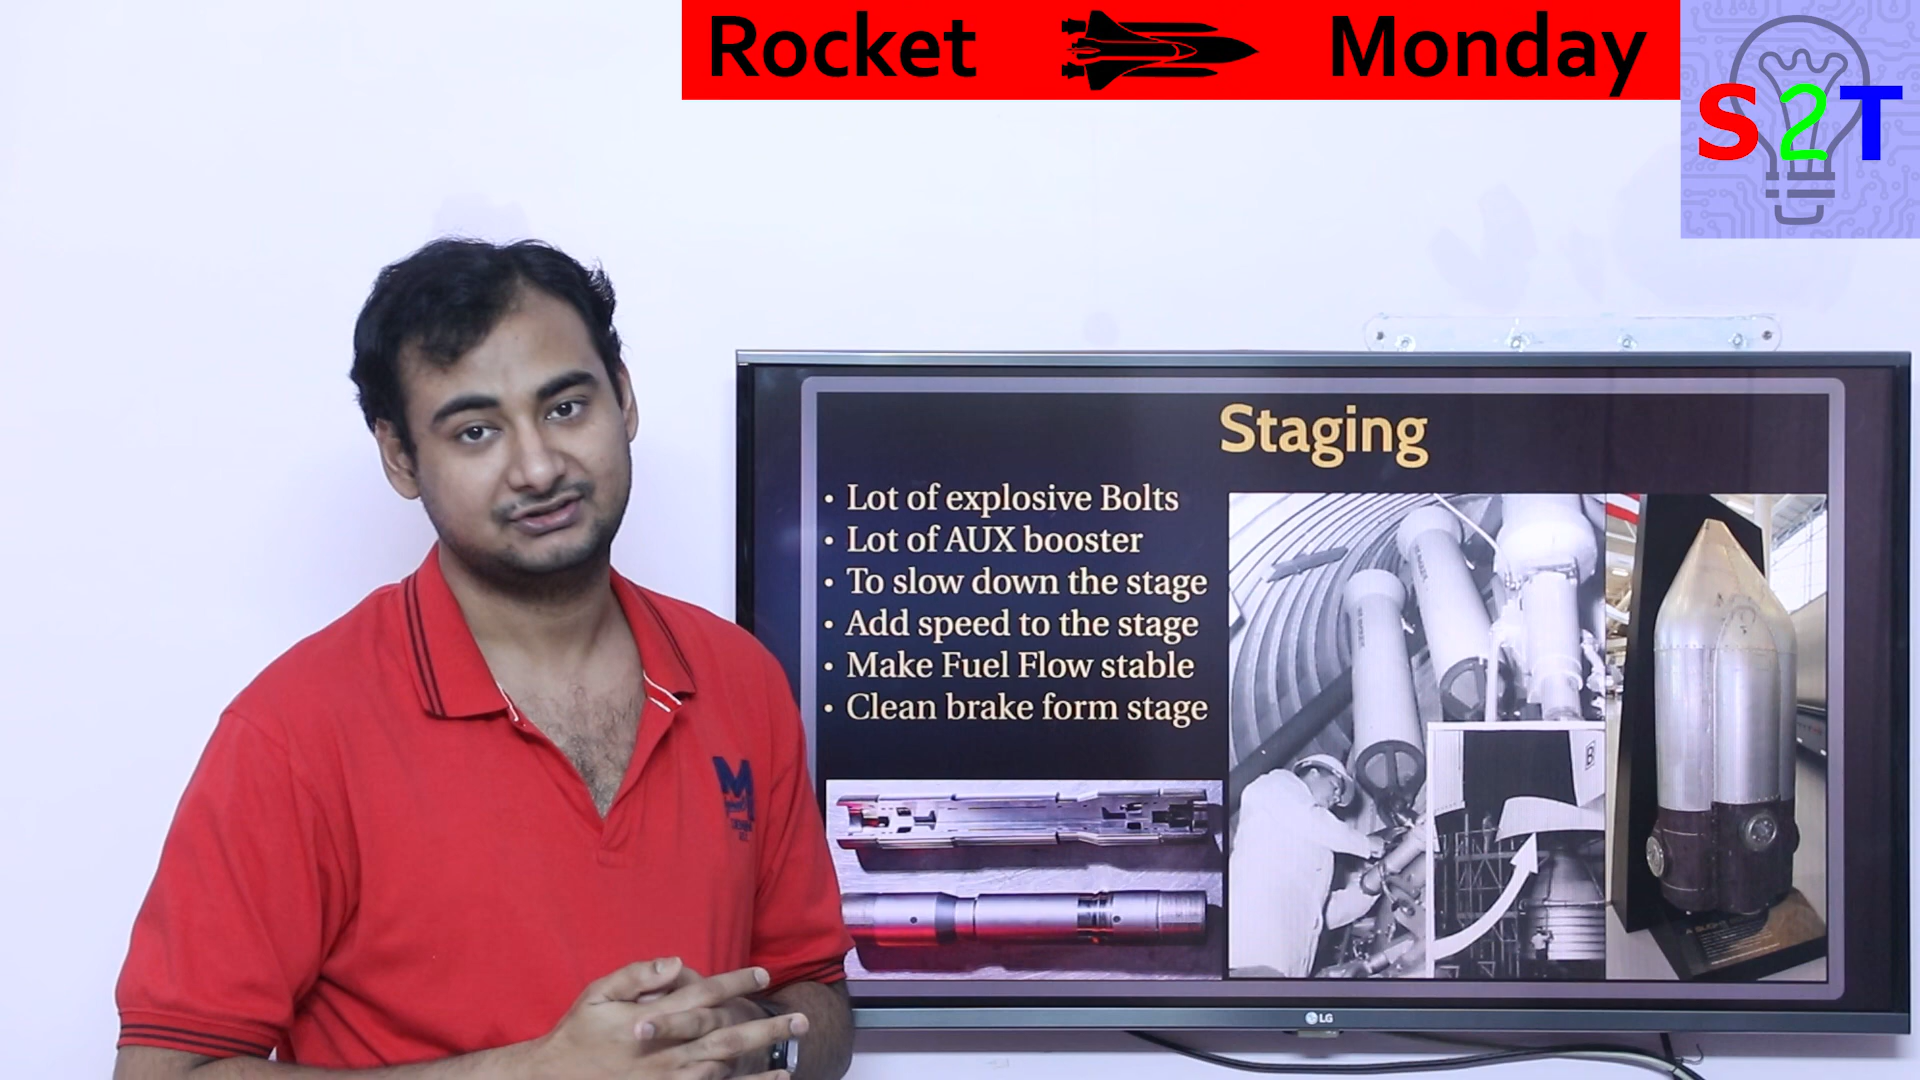 Rocket Monday
S2T
Staging
• Lot of explosive Bolts
• Lot of AUX booster
• To slow down the stage
• Add speed to the stage
• Make Fuel Flow stable
• Clean brake form stage
B
M
LG